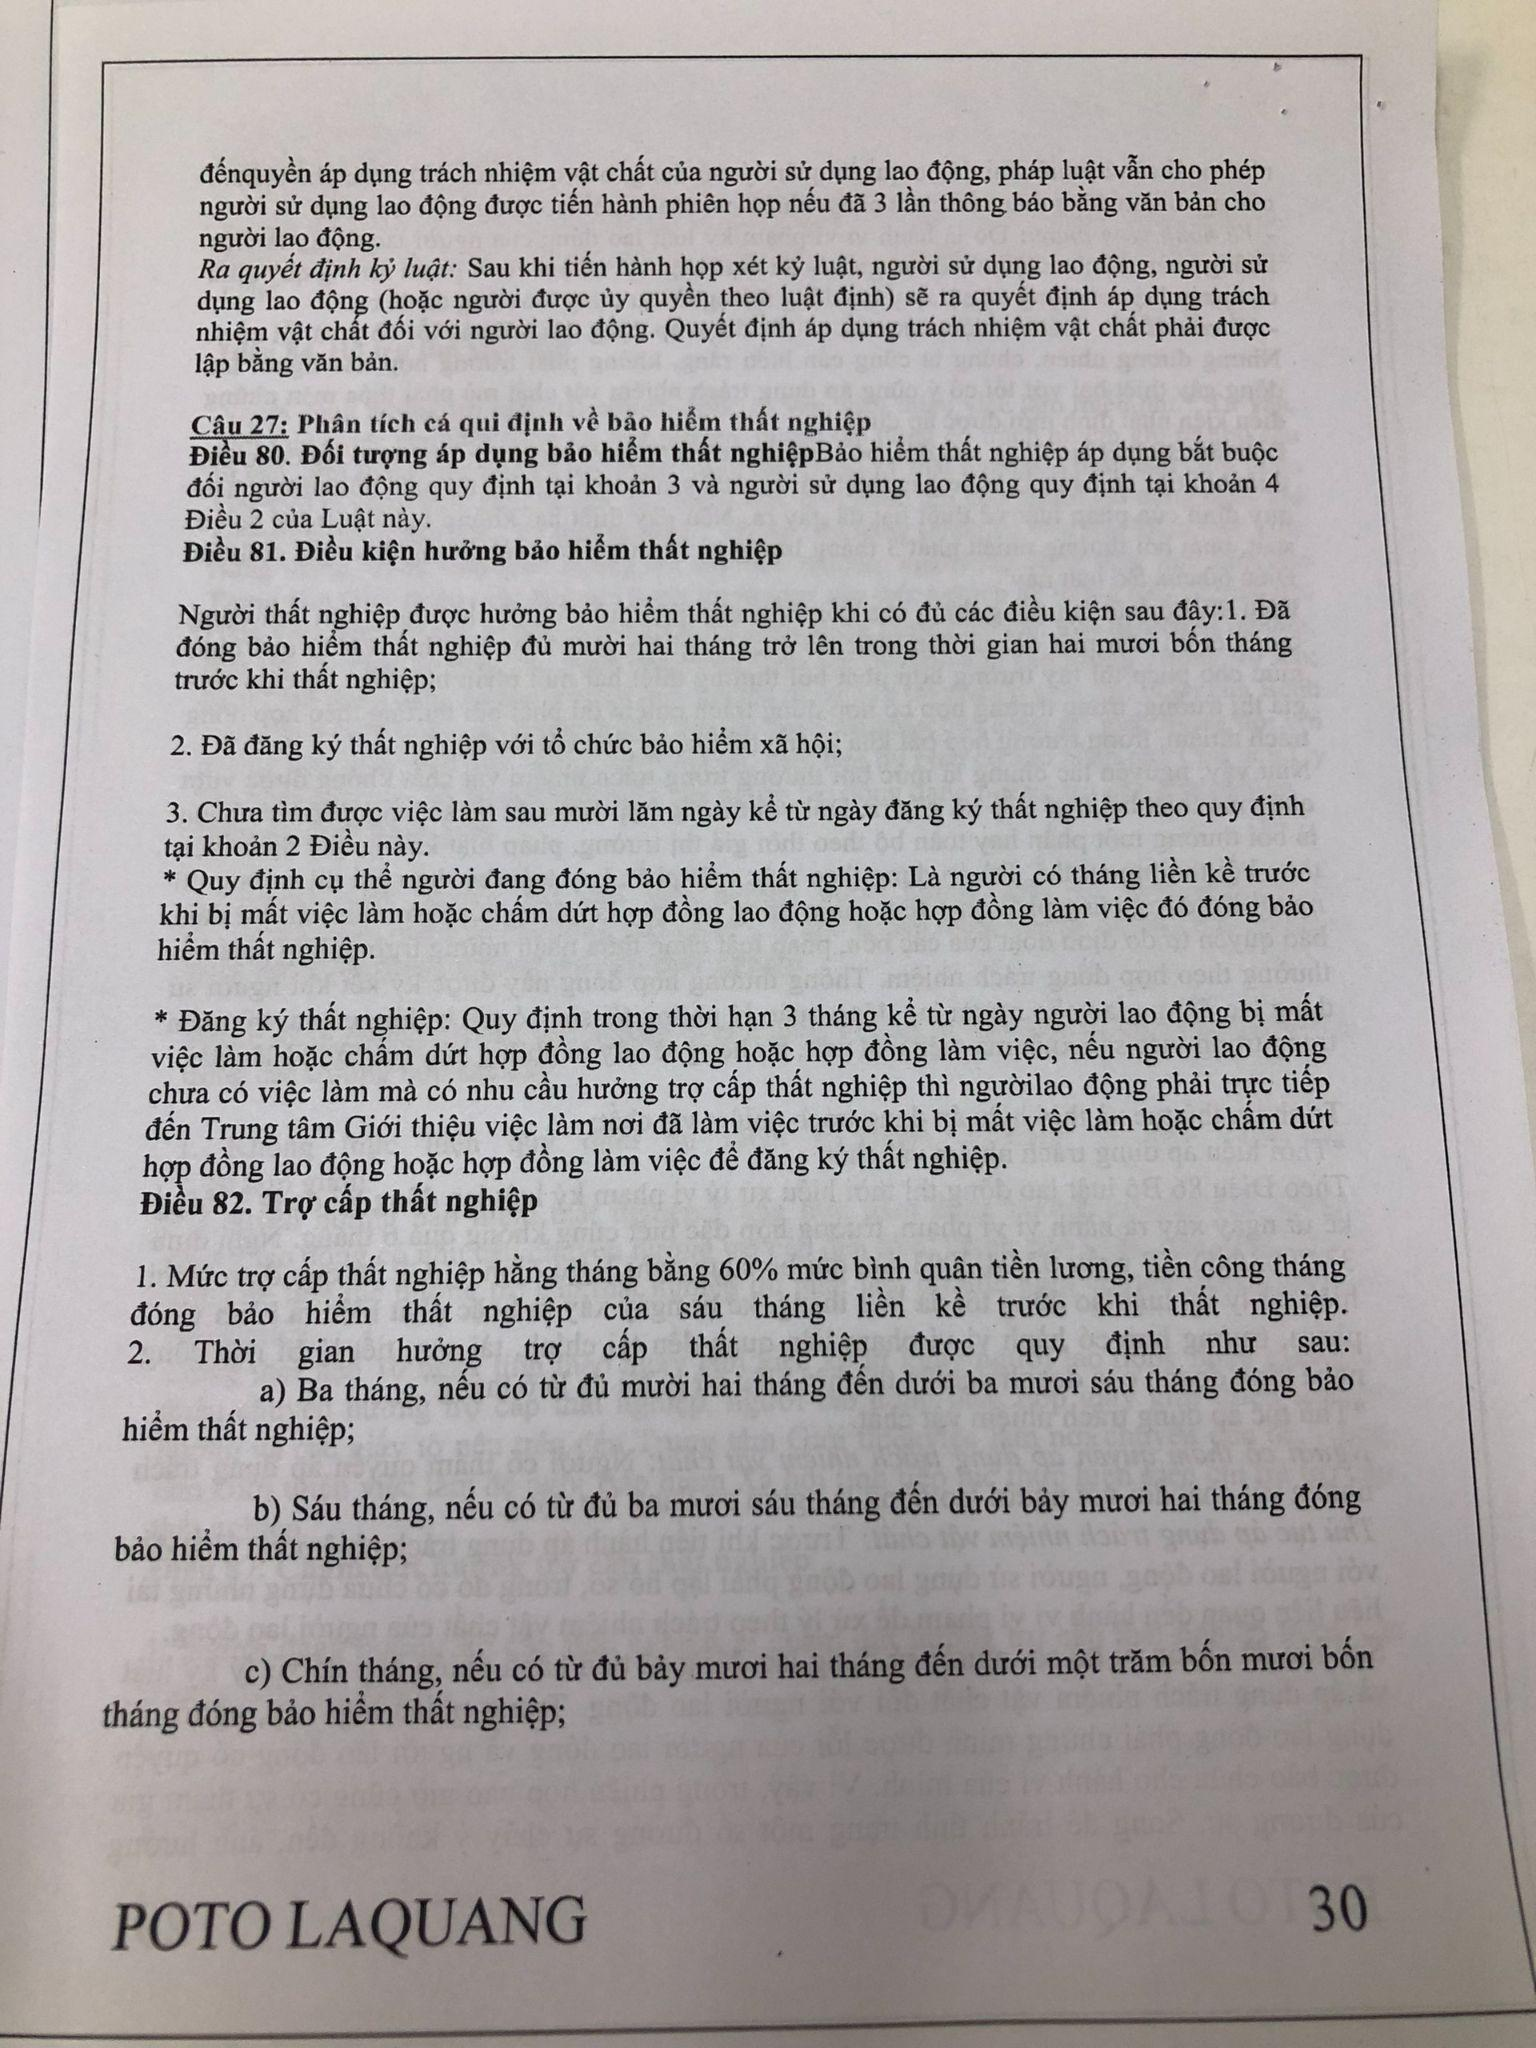 đếnquyền áp dụng trách nhiệm vật chất của người sử dụng lao động, pháp luật vẫn cho phép
người sử dụng lao động được tiến hành phiên họp nếu đã 3 lần thông báo bằng văn bản cho
người lao động.
Ra quyết định kỷ luật: Sau khi tiến hành họp xét kỷ luật, người sử dụng lao động, người sử
dụng lao động (hoặc người được ủy quyền theo luật định) sẽ ra quyết định áp dụng trách
nhiệm vật chất đối với người lao động. Quyết định áp dụng trách nhiệm vật chất phải được
lập bằng văn bản.
Câu 27: Phân tích cá qui định về bảo hiểm thất nghiệp
Điều 80. Đối tượng áp dụng bảo hiểm thất nghiệpBảo hiểm thất nghiệp áp dụng bắt buộc
đối người lao động quy định tại khoản 3 và người sử dụng lao động quy định tại khoản 4
Điều 2 của Luật này.
Điều 81. Điều kiện hưởng bảo hiểm thất nghiệp
Người thất nghiệp được hưởng bảo hiểm thất nghiệp khi có đủ các điều kiện sau đây:1. Đã
đóng bảo hiểm thất nghiệp đủ mười hai tháng trở lên trong thời gian hai mươi bốn tháng
trước khi thất nghiệp;
2. Đã đăng ký thất nghiệp với tổ chức bảo hiểm xã hội;
3. Chưa tìm được việc làm sau mười lăm ngày kể từ ngày đăng ký thất nghiệp theo quy định
tại khoản 2 Điều này.
* Quy định cụ thể người đang đóng bảo hiểm thất nghiệp: Là người có tháng liền kề trước
khi bị mất việc làm hoặc chấm dứt hợp đồng lao động hoặc hợp đồng làm việc đó đóng bảo
hiểm thất nghiệp.
* Đăng ký thất nghiệp: Quy định trong thời hạn 3 tháng kể từ ngày người lao động bị mất
việc làm hoặc chấm dứt hợp đồng lao động hoặc hợp đồng làm việc, nếu người lao động
chưa có việc làm mà có nhu cầu hưởng trợ cấp thất nghiệp thì ngườilao động phải trực tiếp
đến Trung tâm Giới thiệu việc làm nơi đã làm việc trước khi bị mất việc làm hoặc chấm dứt
hợp đồng lao động hoặc hợp đồng làm việc để đăng ký thất nghiệp.
Điều 82. Trợ cấp thất nghiệp
1. Mức trợ cấp thất nghiệp hằng tháng bằng 60% mức bình quân tiền lương, tiền công tháng
đóng bảo hiểm thất nghiệp của sáu tháng liền kề trước khi thất nghiệp.
2. Thời gian hưởng trợ cấp thất nghiệp được quy định như sau:
a) Ba tháng, nếu có từ đủ mười hai tháng đến dưới ba mươi sáu tháng đóng bảo
hiểm thất nghiệp;
b) Sáu tháng, nếu có từ đủ ba mươi sáu tháng đến dưới bảy mươi hai tháng đóng
bảo hiểm thất nghiệp;
c) Chín tháng, nếu có từ đủ bảy mươi hai tháng đến dưới một trăm bốn mươi bốn
tháng đóng bảo hiểm thất nghiệp;
POTO LAQUANG 30